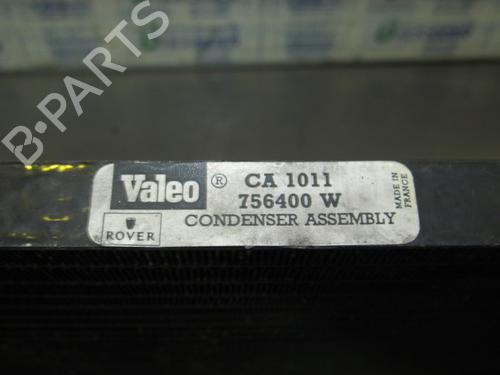 B-PARTS
Valeo ® CA 1011
756400 W
CONDENSER ASSEMBLY
ROVER
MADE IN
FRANCE